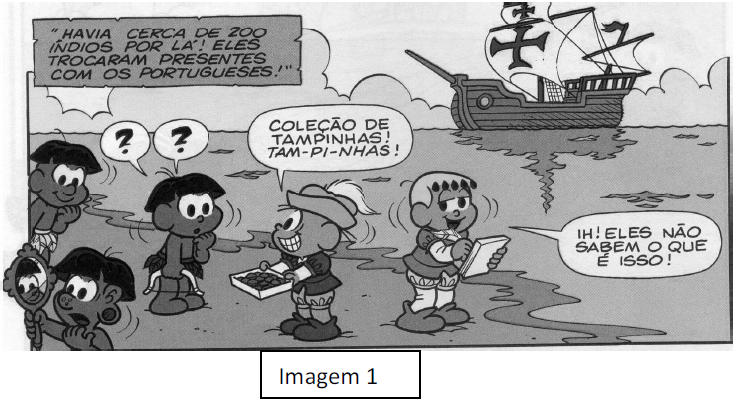 "HAVIA CERCA DE 200
ÍNDIOS POR LÁ! ELES
TROCARAM PRESENTES
COM OS PORTUGUESES!"
?
?
COLEÇÃO DE
TAMPINHAS!
TAM-PI-NHAS!
IH! ELES NÃO
SABEM O QUE
É ISSO!
Imagem 1